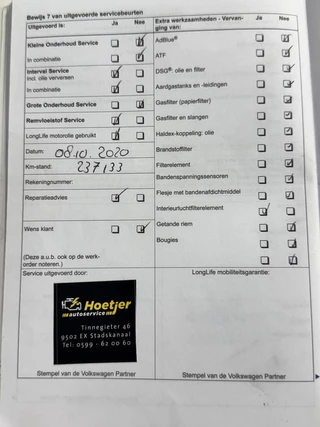 Bewijs 7 van uitgevoerde servicebeurten
Uitgevoerd is: Ja Nee
Kleine Onderhoud Service
In combinatie
Interval Service
incl. olie verversen
In combinatie
Grote Onderhoud Service
Remvloeistof Service
LongLife motorolie gebruikt
Datum: 08.10.2020
Km-stand: 237133
Rekeningnummer:
Reparatieadvies
Wens klant
(Deze a.u.b. ook op de werk-
order noteren.)
Service uitgevoerd door:
Hoetjer
autoservice
Tinnegieter 46
9502 EX Stadskanaal
Tel: 0599 - 62 00 60
Stempel van de Volkswagen Partner
Extra werkzaamheden - Vervan-
ging van: Ja Nee
AdBlue®
ATF
DSG®: olie en filter
Aardgastanks en -leidingen
Gasfilter (papierfilter)
Gasfilter en slangen
Haldex-koppeling: olie
Brandstoffilter
Filterelement
Bandenspanningssensoren
Flesje met bandenafdichtmiddel
Interieurluchtfilterelement
Getande riem
Bougies
LongLife mobiliteitsgarantie:
Stempel van de Volkswagen Partner